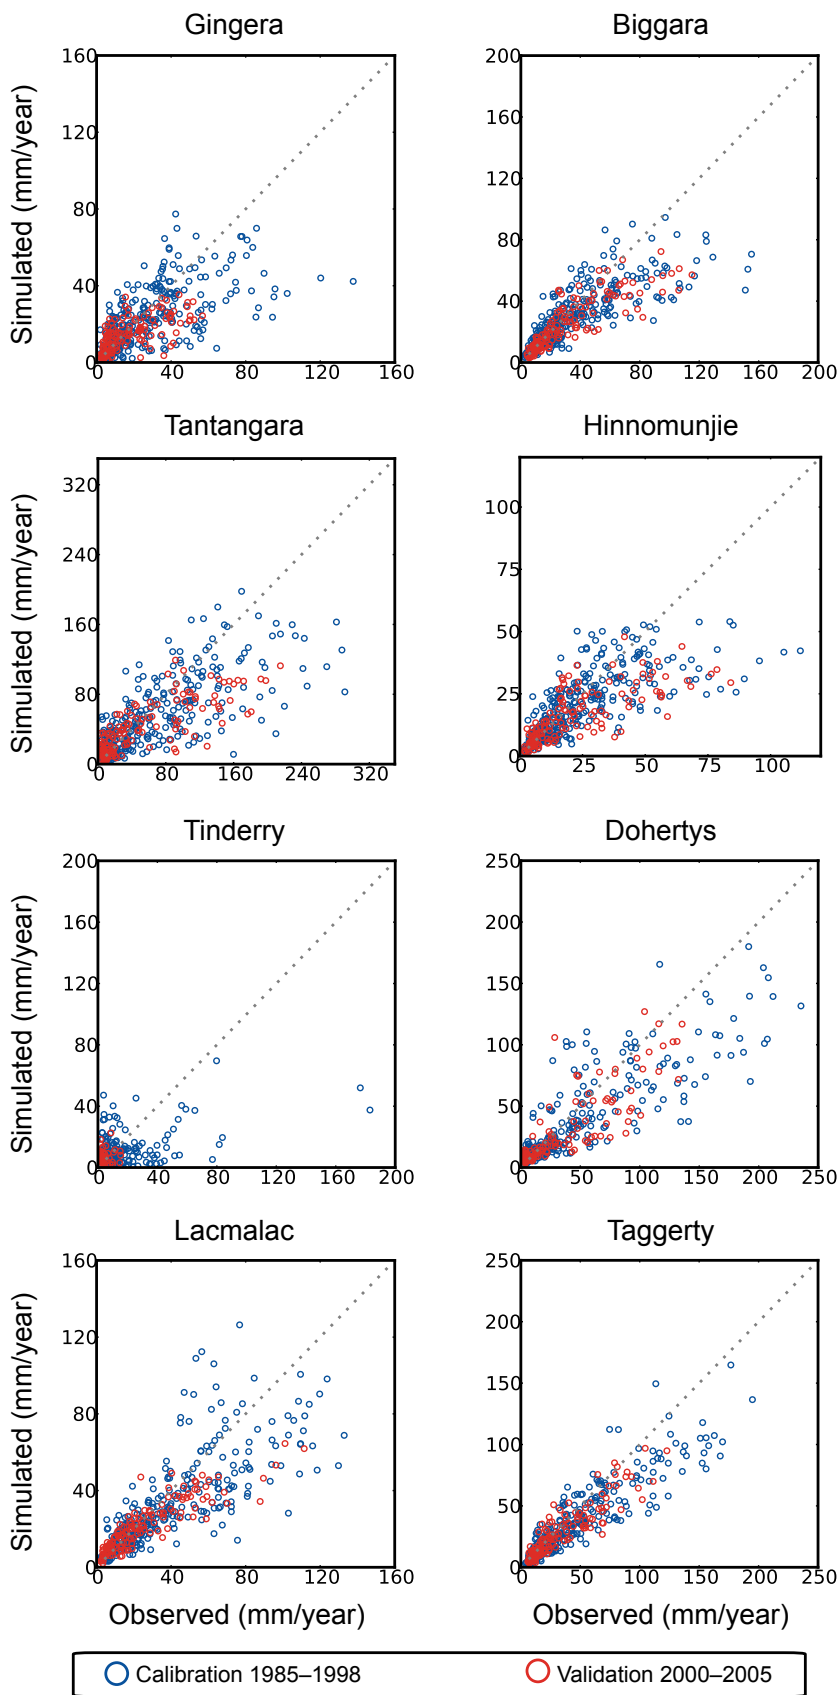 Gingera
Biggara
160
120
80
40
0
0 40 80 120 160
Simulated (mm/year)
200
160
120
80
40
0
0 40 80 120 160 200
Tantangara
Hinnomunjie
320
240
160
80
0
0 80 160 240 320
Simulated (mm/year)
100
75
50
25
0
0 25 50 75 100
Tinderry
Dohertys
200
160
120
80
40
0
0 40 80 120 160 200
Simulated (mm/year)
250
200
150
100
50
0
0 50 100 150 200 250
Lacmalac
Taggerty
160
120
80
40
0
0 40 80 120 160
Simulated (mm/year)
250
200
150
100
50
0
0 50 100 150 200 250
Observed (mm/year)
Observed (mm/year)
Calibration 1985–1998
Validation 2000–2005